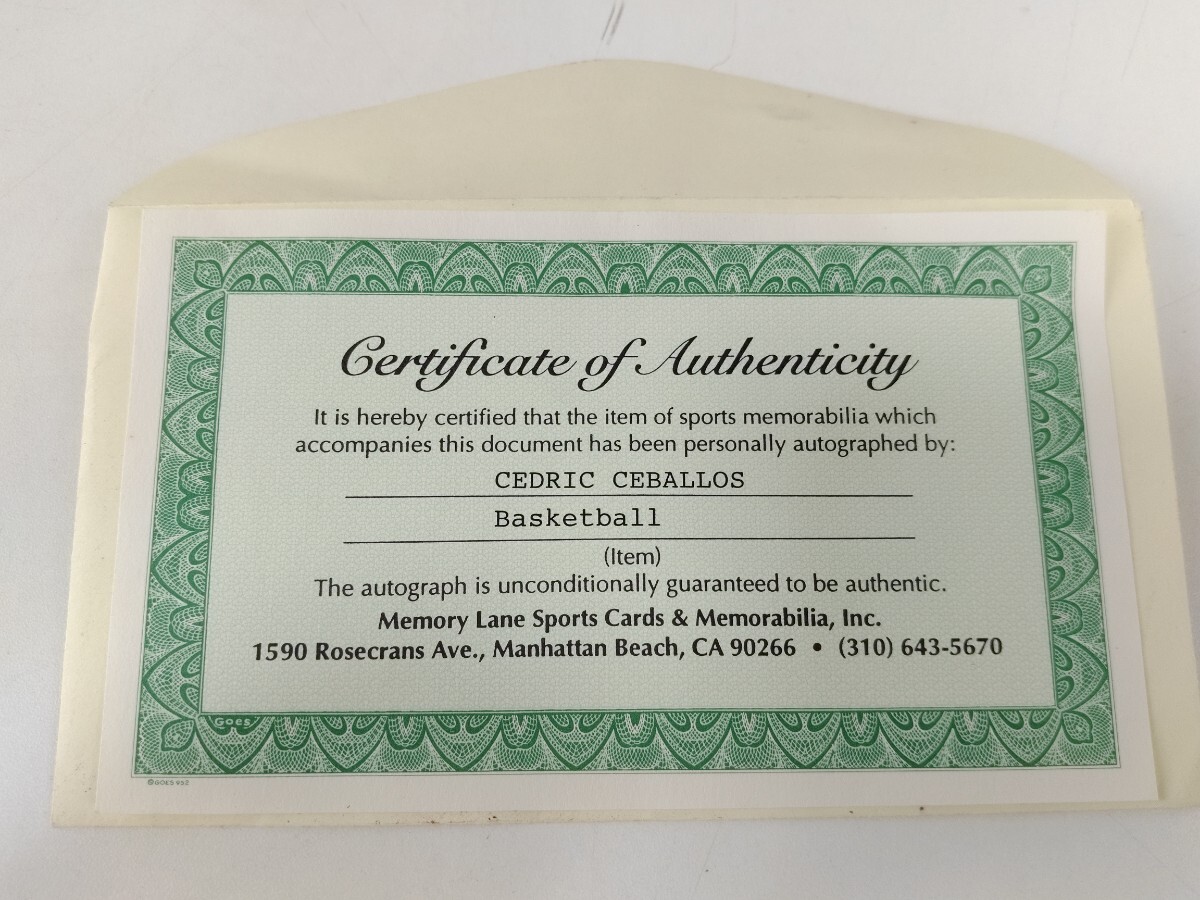 Certificate of Authenticity
It is hereby certified that the item of sports memorabilia which
accompanies this document has been personally autographed by:
CEDRIC CEBALLOS
Basketball
(Item)
The autograph is unconditionally guaranteed to be authentic.
Memory Lane Sports Cards & Memorabilia, Inc.
1590 Rosecrans Ave., Manhattan Beach, CA 90266 • (310) 643-5670
Goes
©GOES 952